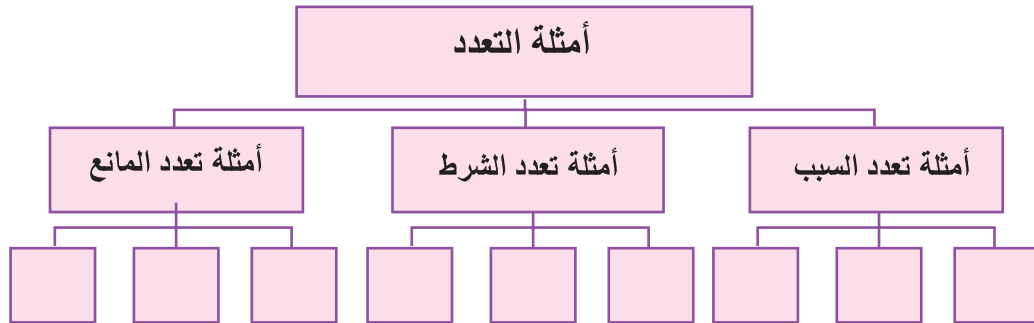 أمثلة التعدد
أمثلة تعدد السبب
أمثلة تعدد الشرط
أمثلة تعدد المانع